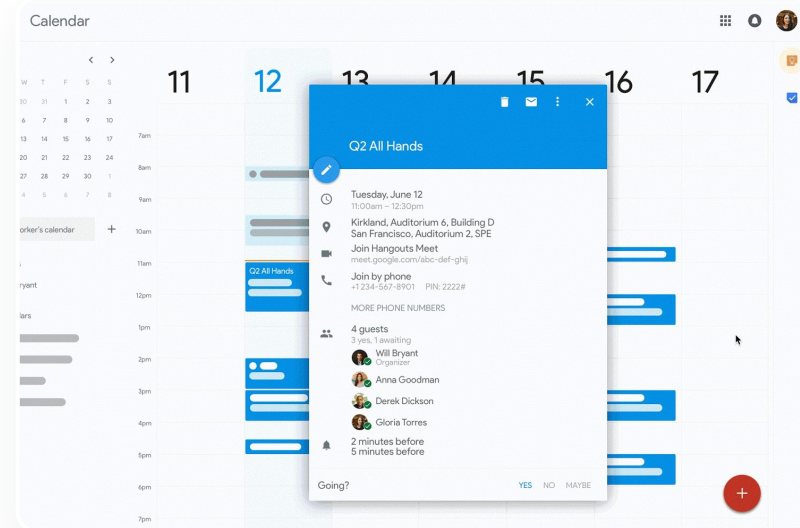 Calendar
11 12 13 14 15 16 17
W T F S S
30 31 1 2 3
6 7 8 9 10
13 14 15 16 17
20 21 22 23 24
27 28 29 30 1
4 5 6 7 8
orker's calendar
ryant
ars
7am
8am
9am
10am
11am
12pm
1pm
2pm
3pm
4pm
5pm
6pm
7pm
Q2 All Hands
Q2 All Hands
Tuesday, June 12
11:00am – 12:30pm
Kirkland, Auditorium 6, Building D
San Francisco, Auditorium 2, SPE
Join Hangouts Meet
meet.google.com/abc-def-ghij
Join by phone
+1 234-567-8901 PIN: 2222#
MORE PHONE NUMBERS
4 guests
3 yes, 1 awaiting
Will Bryant
Organizer
Anna Goodman
Derek Dickson
Gloria Torres
2 minutes before
5 minutes before
Going?
YES NO MAYBE